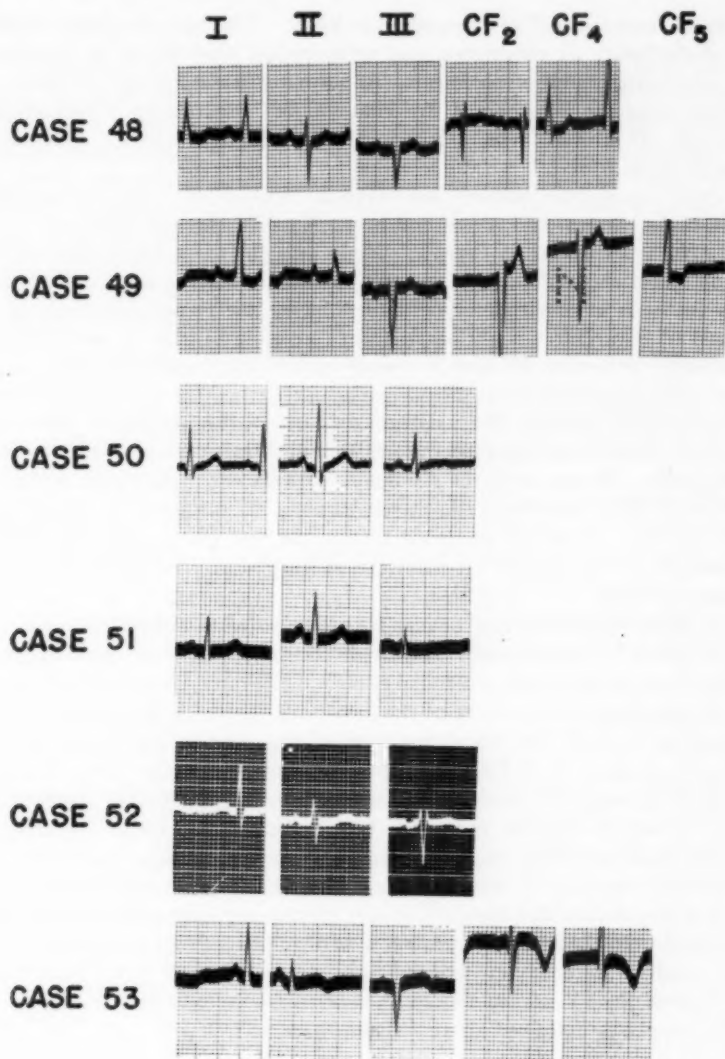 I II III CF₂ CF₄ CF₅
CASE 48
CASE 49
CASE 50
CASE 51
CASE 52
CASE 53